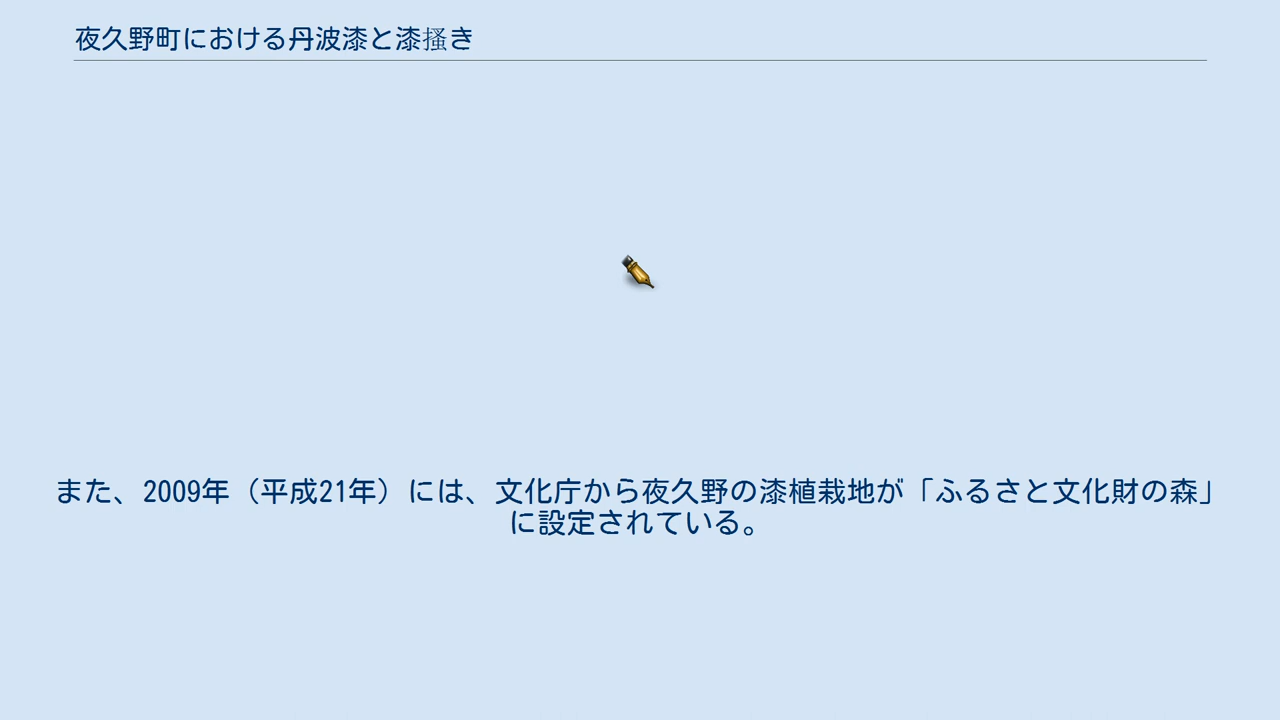 夜久野町における丹波漆と漆掻き
また、2009年（平成21年）には、文化庁から夜久野の漆植栽地が「ふるさと文化財の森」
に設定されている。